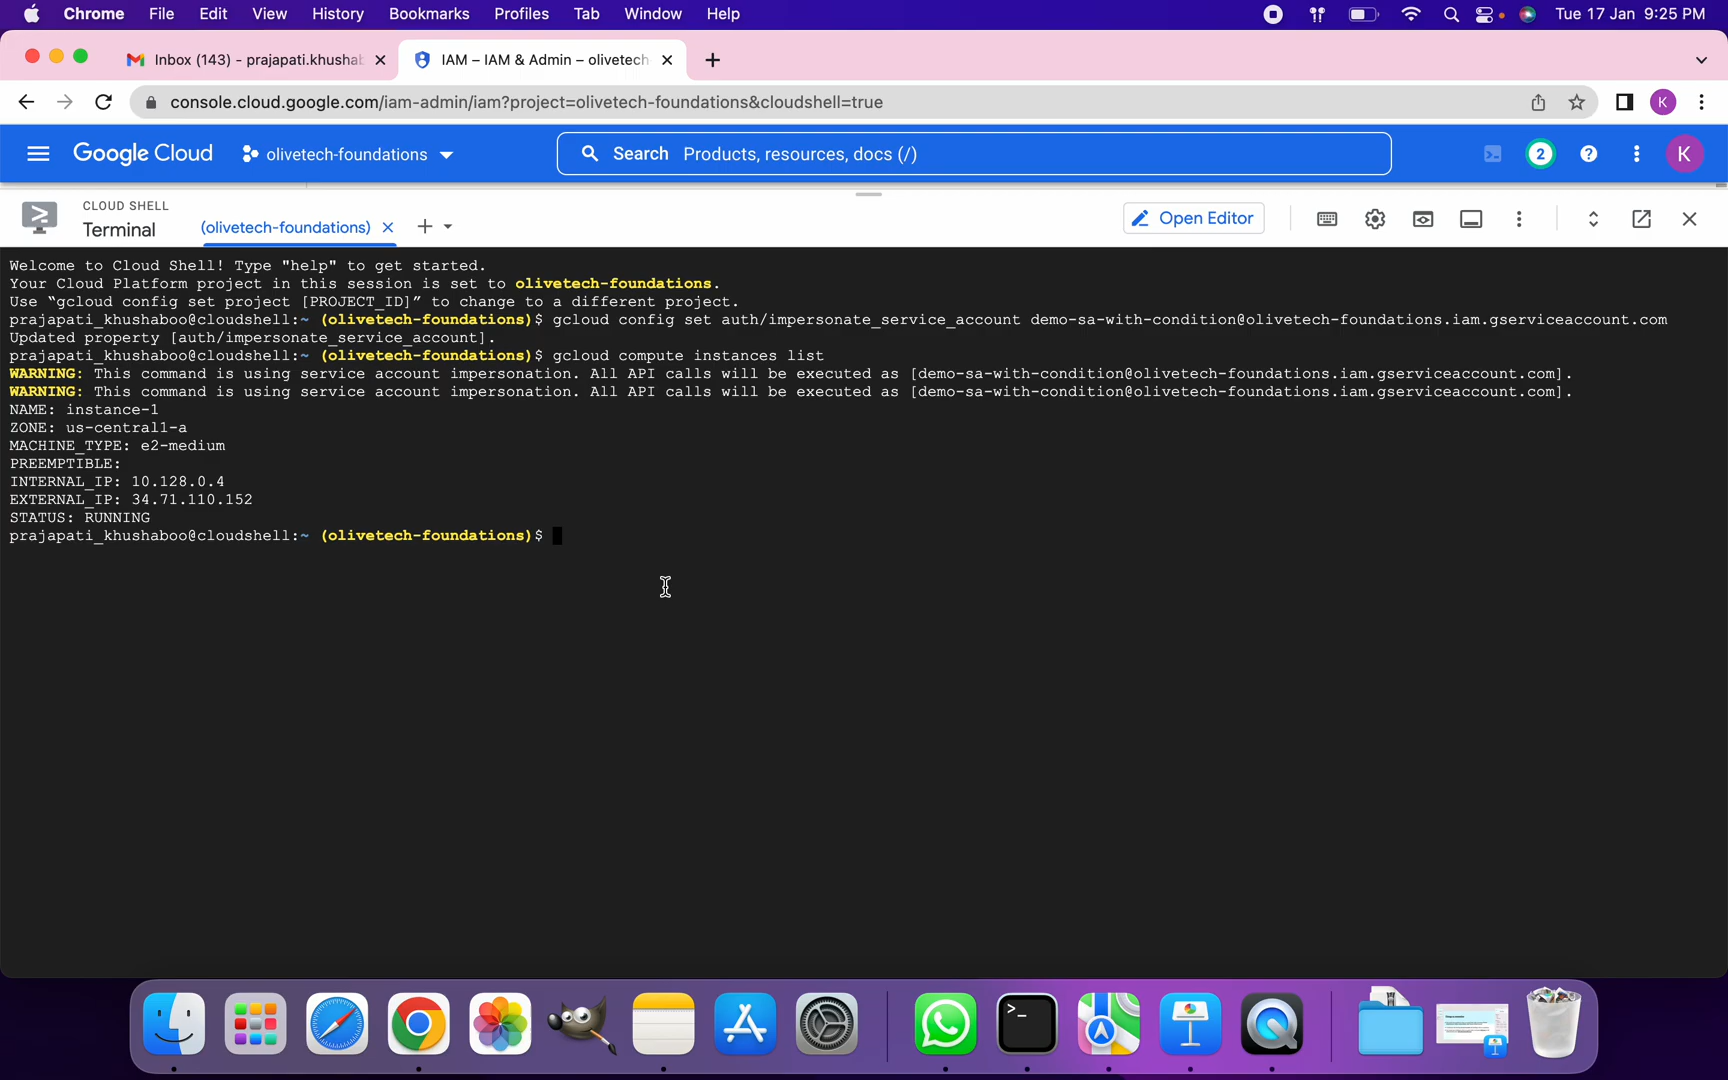 Chrome File Edit View History Bookmarks Profiles Tab Window Help Tue 17 Jan 9:25 PM
Inbox (143) - prajapati.khusha IAM – IAM & Admin – olivetech
console.cloud.google.com/iam-admin/iam?project=olivetech-foundations&cloudshell=true K
Google Cloud olivetech-foundations Search Products, resources, docs (/) 2 ? K
CLOUD SHELL
Terminal (olivetech-foundations) Open Editor
Welcome to Cloud Shell! Type "help" to get started.
Your Cloud Platform project in this session is set to olivetech-foundations.
Use “gcloud config set project [PROJECT_ID]” to change to a different project.
prajapati_khushaboo@cloudshell:~ (olivetech-foundations)$ gcloud config set auth/impersonate_service_account demo-sa-with-condition@olivetech-foundations.iam.gserviceaccount.com
Updated property [auth/impersonate_service_account].
prajapati_khushaboo@cloudshell:~ (olivetech-foundations)$ gcloud compute instances list
WARNING: This command is using service account impersonation. All API calls will be executed as [demo-sa-with-condition@olivetech-foundations.iam.gserviceaccount.com].
WARNING: This command is using service account impersonation. All API calls will be executed as [demo-sa-with-condition@olivetech-foundations.iam.gserviceaccount.com].
NAME: instance-1
ZONE: us-central1-a
MACHINE_TYPE: e2-medium
PREEMPTIBLE:
INTERNAL_IP: 10.128.0.4
EXTERNAL_IP: 34.71.110.152
STATUS: RUNNING
prajapati_khushaboo@cloudshell:~ (olivetech-foundations)$